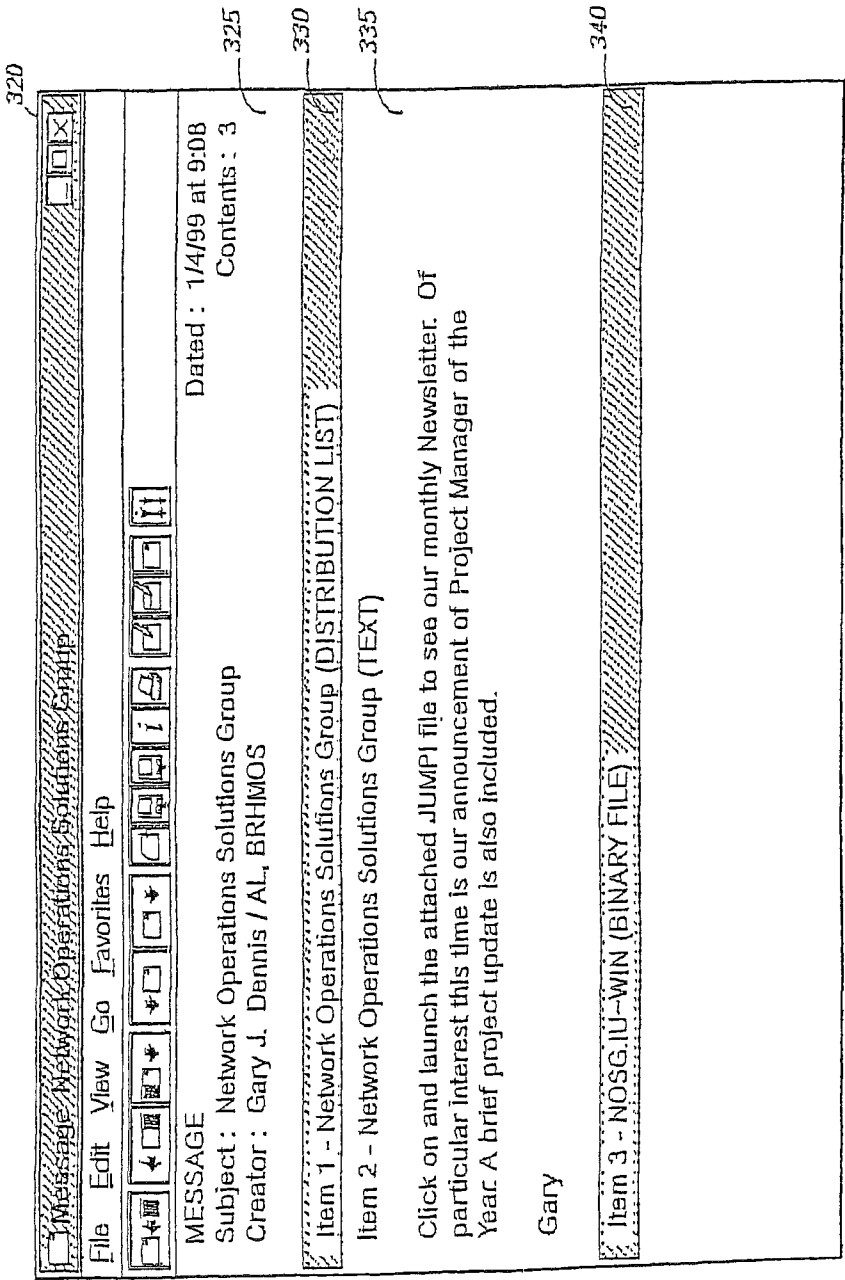 320
Message: Network Operations Solutions Group
File Edit View Go Favorites Help
MESSAGE
Subject: Network Operations Solutions Group
Dated: 1/4/99 at 9:08
Creator: Gary J. Dennis / AL, BRHMOS
Contents: 3
325
Item 1 - Network Operations Solutions Group (DISTRIBUTION LIST)
330
Item 2 - Network Operations Solutions Group (TEXT)
335
Click on and launch the attached JUMPI file to see our monthly Newsletter. Of
particular interest this time is our announcement of Project Manager of the
Year. A brief project update is also included.
Gary
Item 3 - NOSG.IU-WIN (BINARY FILE)
340